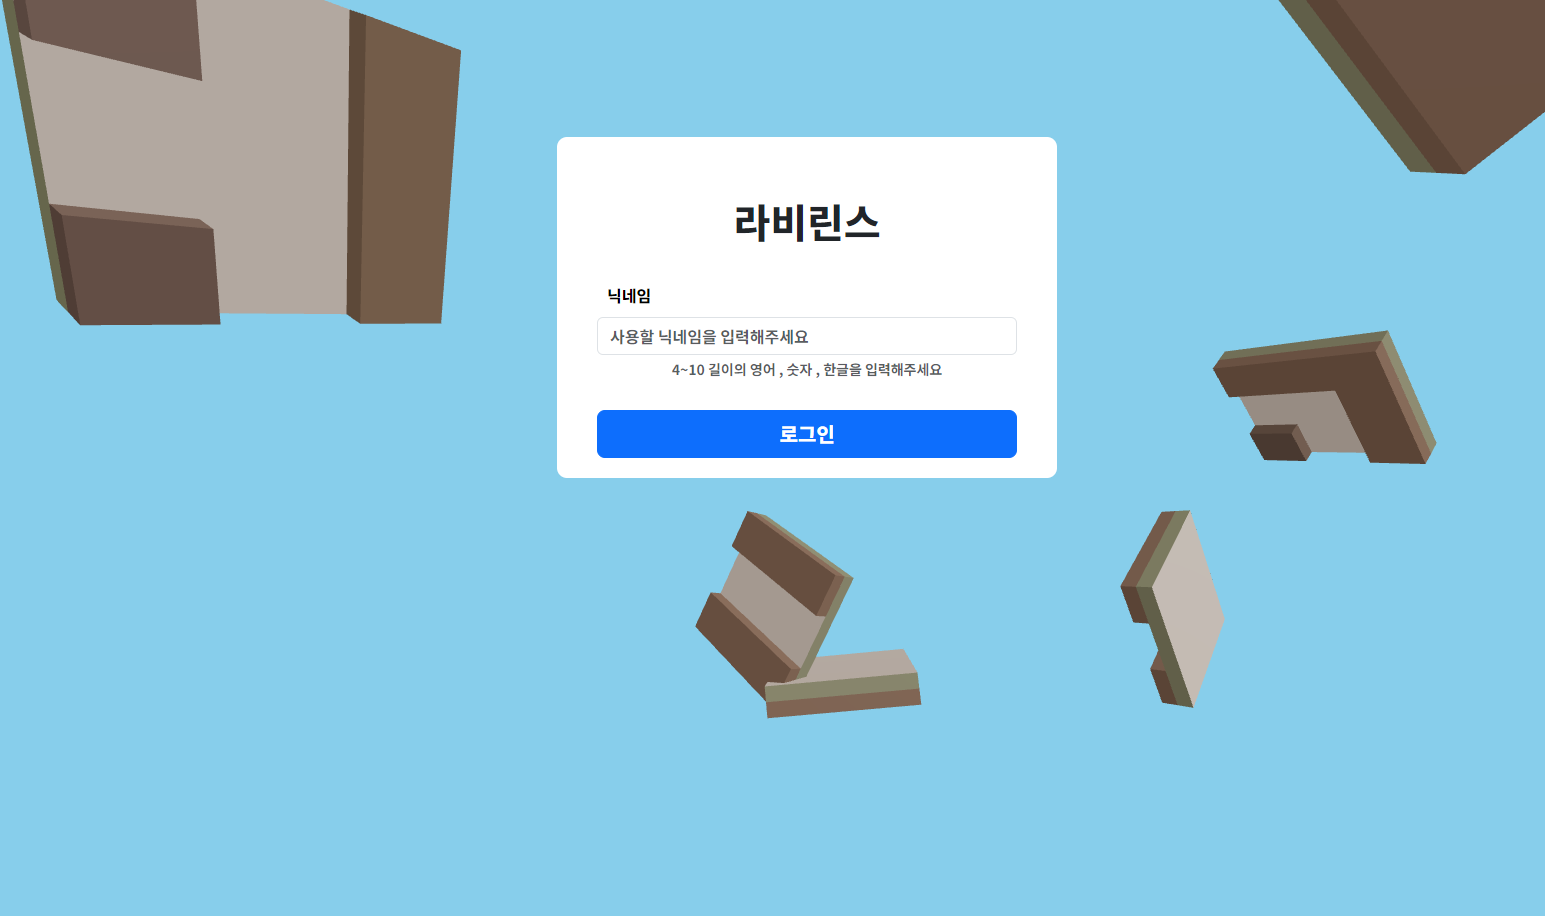 라비린스
닉네임
사용할 닉네임을 입력해주세요
4~10 길이의 영어 , 숫자 , 한글을 입력해주세요
로그인